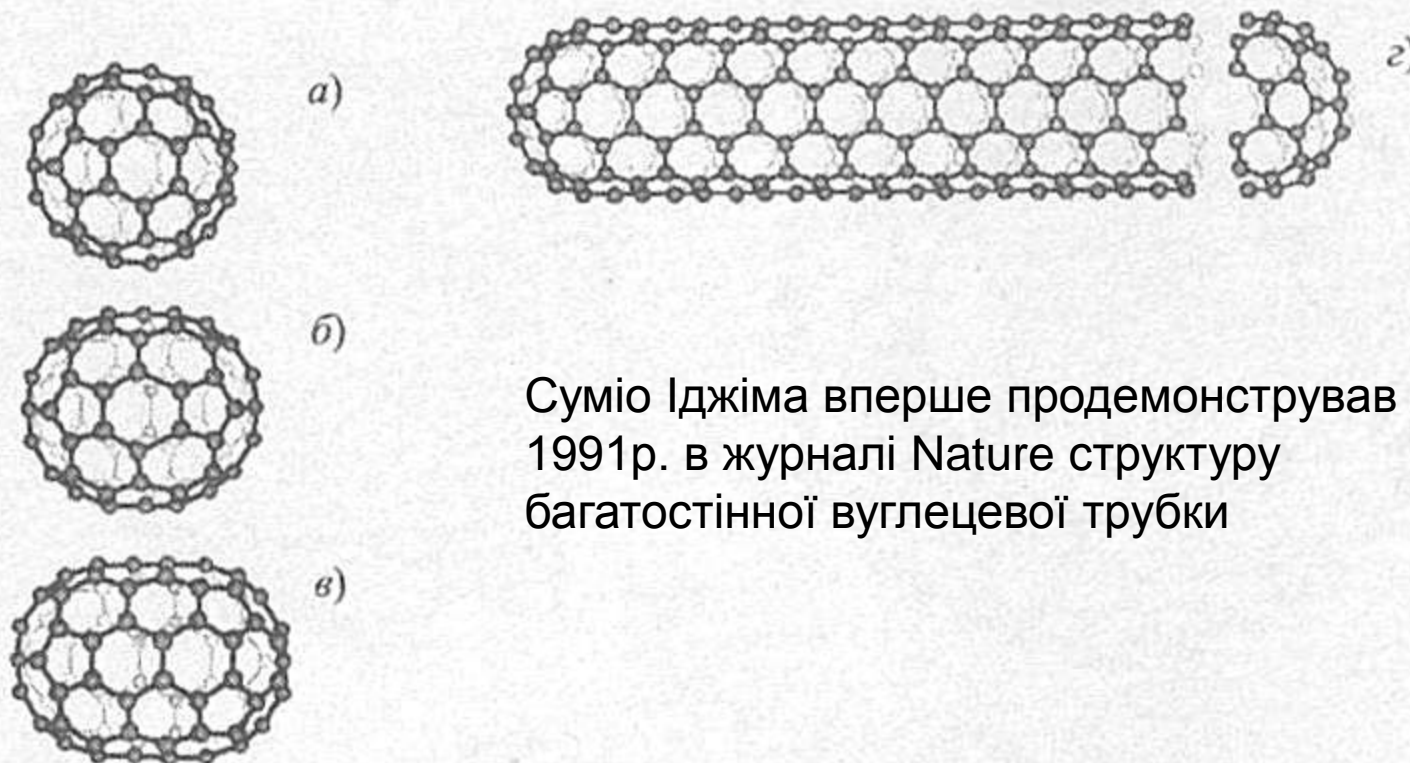 а)
г)
б)
Суміо Іджіма вперше продемонстрував
1991р. в журналі Nature структуру
багатостінної вуглецевої трубки
в)